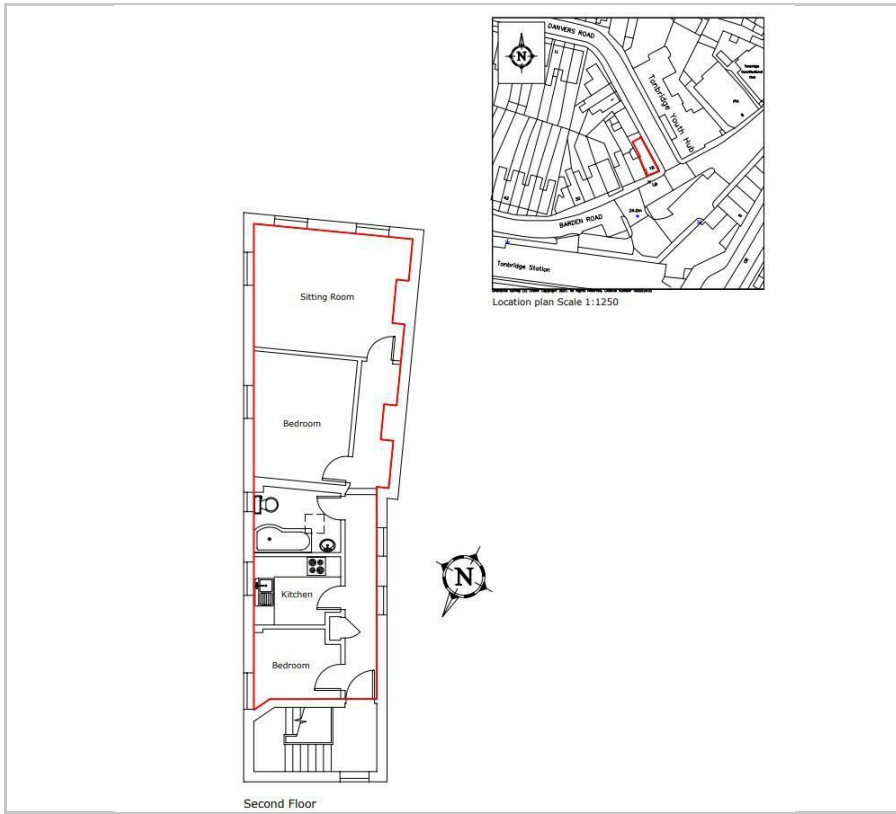 DANVERS ROAD
N
Tonbridge Youth Hub
BARDEN ROAD
24.0m
Tonbridge Station
Location plan Scale 1:1250
Sitting Room
Bedroom
N
Kitchen
Bedroom
Second Floor